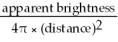 apparent brightness
4π × (distance)2